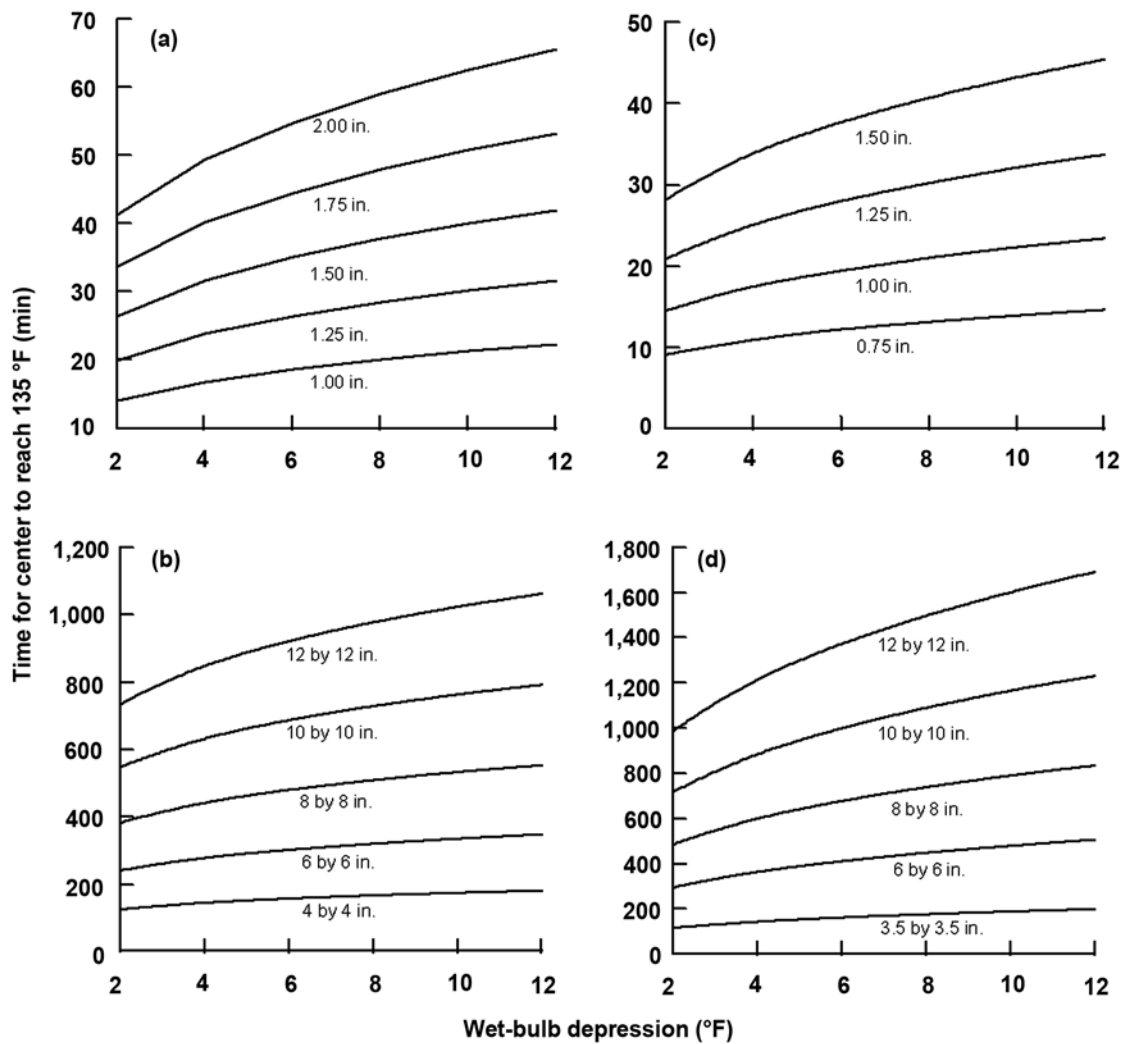 Time for center to reach 135 °F (min)
(a)
70
60
50
40
30
20
10
2.00 in.
1.75 in.
1.50 in.
1.25 in.
1.00 in.
2 4 6 8 10 12
(c)
50
40
30
20
10
0
1.50 in.
1.25 in.
1.00 in.
0.75 in.
2 4 6 8 10 12
(b)
1,200
1,000
800
600
400
200
0
12 by 12 in.
10 by 10 in.
8 by 8 in.
6 by 6 in.
4 by 4 in.
2 4 6 8 10 12
(d)
1,800
1,600
1,400
1,200
1,000
800
600
400
200
0
12 by 12 in.
10 by 10 in.
8 by 8 in.
6 by 6 in.
3.5 by 3.5 in.
2 4 6 8 10 12
Wet-bulb depression (°F)